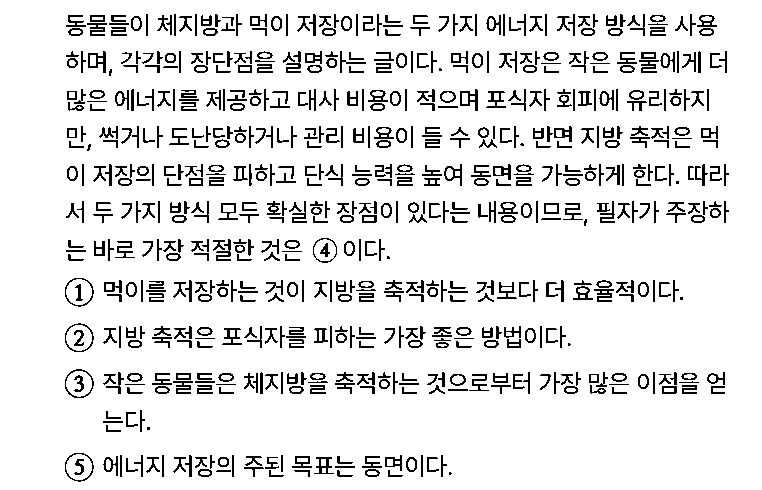 동물들이 체지방과 먹이 저장이라는 두 가지 에너지 저장 방식을 사용
하며, 각각의 장단점을 설명하는 글이다. 먹이 저장은 작은 동물에게 더
많은 에너지를 제공하고 대사 비용이 적으며 포식자 회피에 유리하지
만, 썩거나 도난당하거나 관리 비용이 들 수 있다. 반면 지방 축적은 먹
이 저장의 단점을 피하고 단식 능력을 높여 동면을 가능하게 한다. 따라
서 두 가지 방식 모두 확실한 장점이 있다는 내용이므로, 필자가 주장하
는 바로 가장 적절한 것은 ④이다.
① 먹이를 저장하는 것이 지방을 축적하는 것보다 더 효율적이다.
② 지방 축적은 포식자를 피하는 가장 좋은 방법이다.
③ 작은 동물들은 체지방을 축적하는 것으로부터 가장 많은 이점을 얻
는다.
⑤ 에너지 저장의 주된 목표는 동면이다.